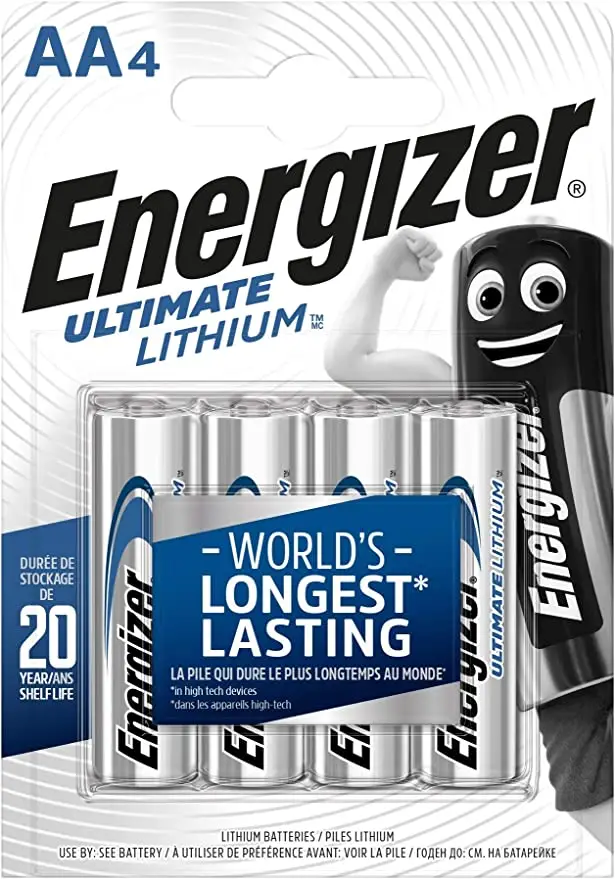 AA4
Energizer®
ULTIMATE
LITHIUM™ MC
DURÉE DE
STOCKAGE
DE
20
YEAR/ANS
SHELF LIFE
- WORLD'S -
LONGEST*
LASTING
LA PILE QUI DURE LE PLUS LONGTEMPS AU MONDE*
*in high tech devices
*dans les appareils high-tech
Energizer
Energizer®
ULTIMATE LITHIUM™
Energizer
LITHIUM BATTERIES / PILES LITHIUM
USE BY: SEE BATTERY / À UTILISER DE PRÉFÉRENCE AVANT: VOIR LA PILE / ГОДЕН ДО: СМ. НА БАТАРЕЙКЕ